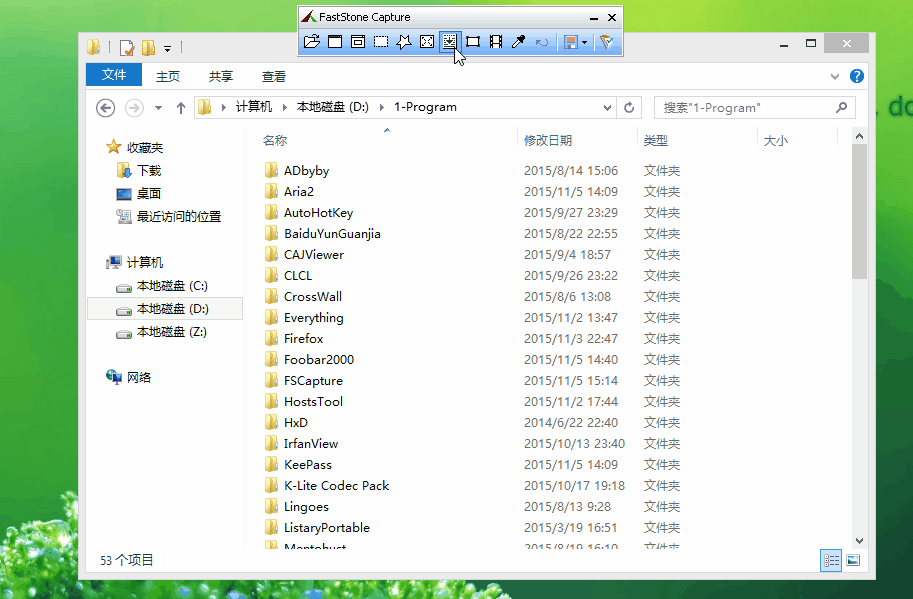 FastStone Capture
文件 主页 共享 查看
计算机 本地磁盘 (D:) 1-Program 搜索"1-Program"
do
名称 修改日期 类型 大小
收藏夹
下载
桌面
最近访问的位置
计算机
本地磁盘 (C:)
本地磁盘 (D:)
本地磁盘 (Z:)
网络
ADbyby 2015/8/14 15:06 文件夹
Aria2 2015/11/5 14:09 文件夹
AutoHotKey 2015/9/27 23:29 文件夹
BaiduYunGuanjia 2015/8/22 22:55 文件夹
CAJViewer 2015/9/4 18:57 文件夹
CLCL 2015/9/26 23:22 文件夹
CrossWall 2015/8/6 13:08 文件夹
Everything 2015/11/2 13:47 文件夹
Firefox 2015/11/3 22:47 文件夹
Foobar2000 2015/11/5 14:40 文件夹
FSCapture 2015/11/5 15:14 文件夹
HostsTool 2015/11/2 17:44 文件夹
HxD 2014/6/22 22:40 文件夹
IrfanView 2015/10/13 23:40 文件夹
KeePass 2015/11/5 14:09 文件夹
K-Lite Codec Pack 2015/10/17 19:18 文件夹
Lingoes 2015/8/13 9:28 文件夹
ListaryPortable 2015/3/19 16:51 文件夹
Mentohust 2015/8/19 16:10 文件夹
53 个项目